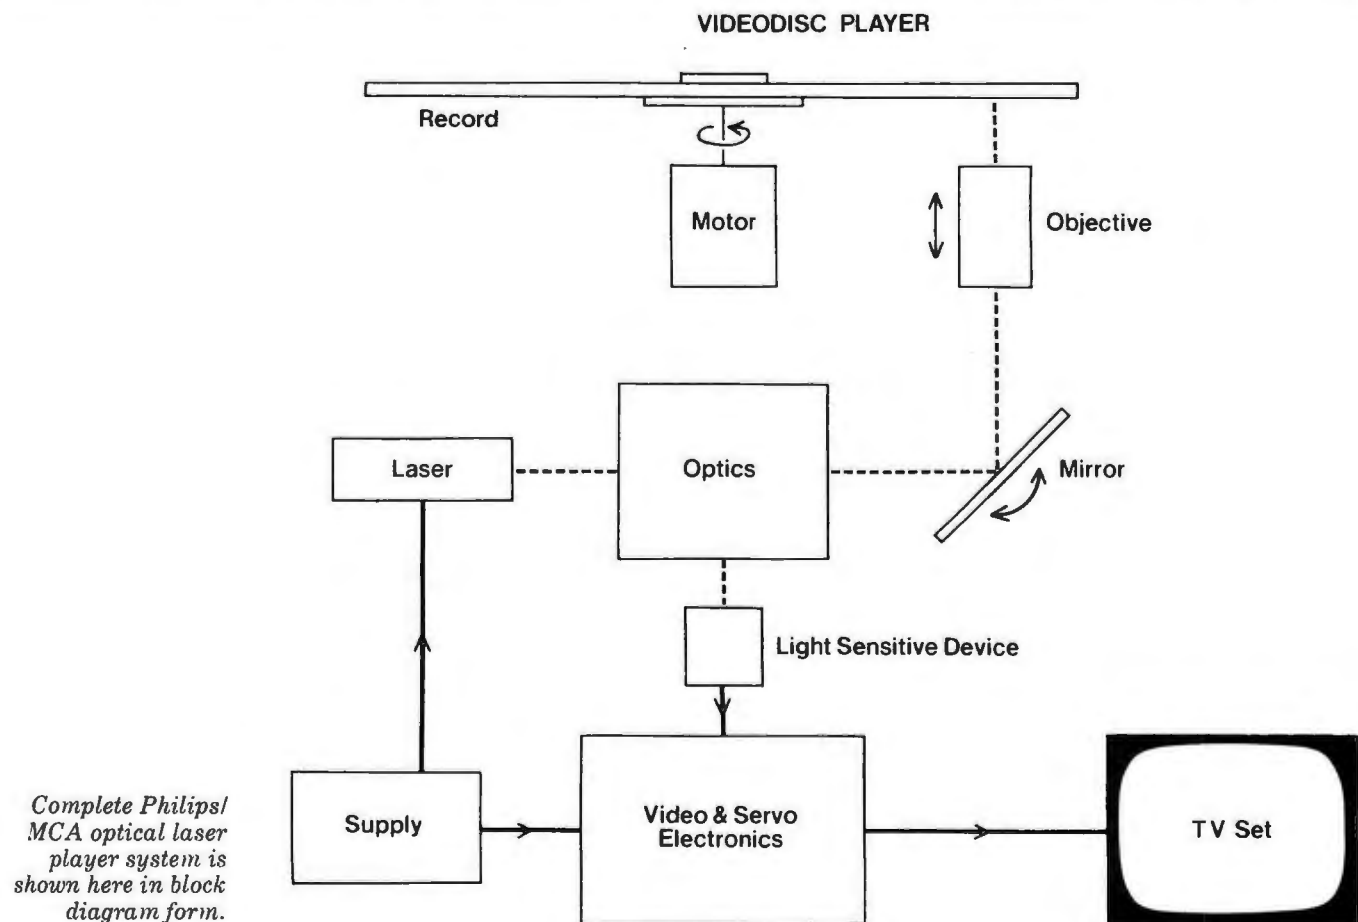 VIDEODISC PLAYER
Record
Motor
Objective
Laser
Optics
Mirror
Light Sensitive Device
Supply
Video & Servo
Electronics
TV Set
Complete Philips/
MCA optical laser
player system is
shown here in block
diagram form.